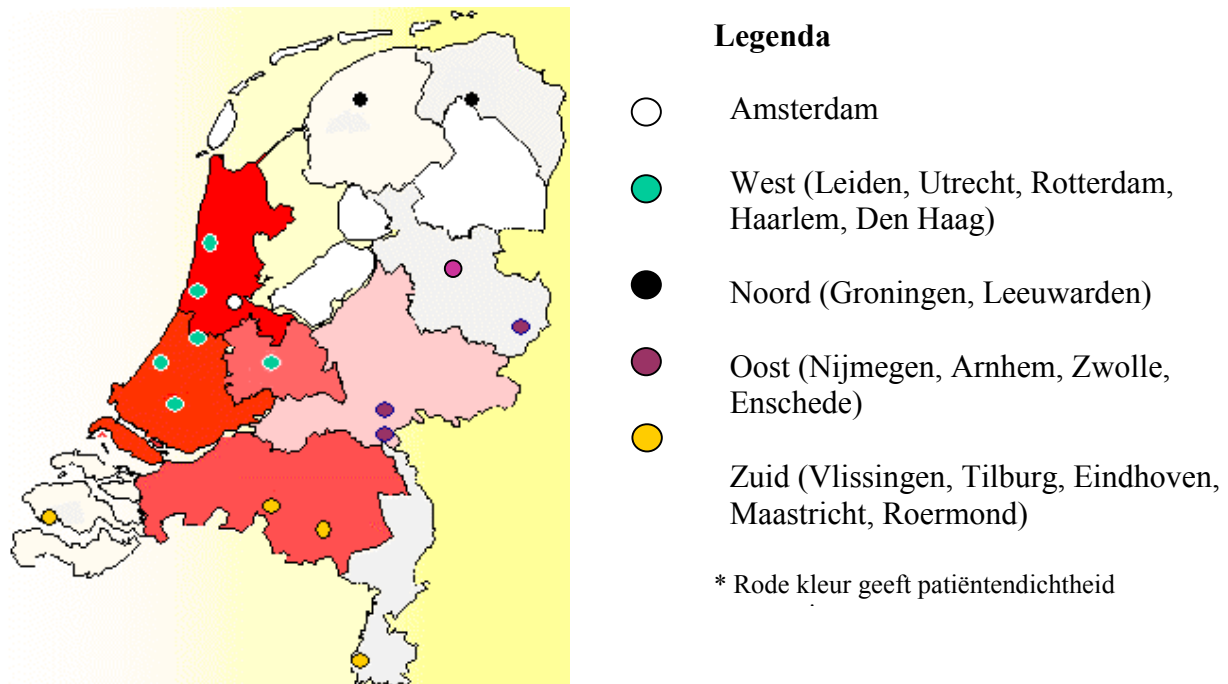 Legenda
Amsterdam
West (Leiden, Utrecht, Rotterdam,
Haarlem, Den Haag)
Noord (Groningen, Leeuwarden)
Oost (Nijmegen, Arnhem, Zwolle,
Enschede)
Zuid (Vlissingen, Tilburg, Eindhoven,
Maastricht, Roermond)
* Rode kleur geeft patiëntendichtheid